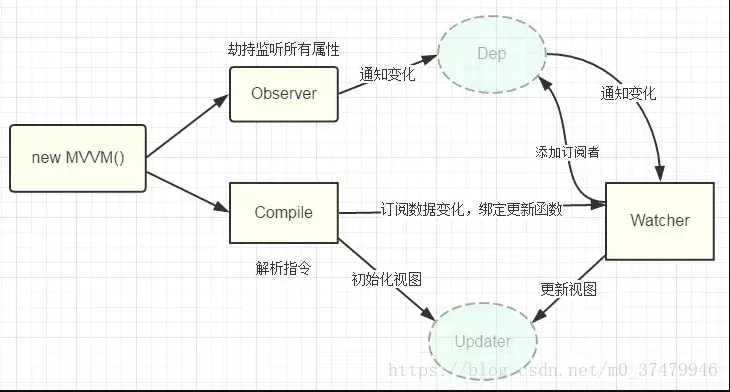 劫持监听所有属性
Dep
Observer
通知变化
通知变化
new MVVM()
添加订阅者
Compile
订阅数据变化，绑定更新函数
Watcher
解析指令
初始化视图
更新视图
Updater
https://blog.csdn.net/m0_37479946